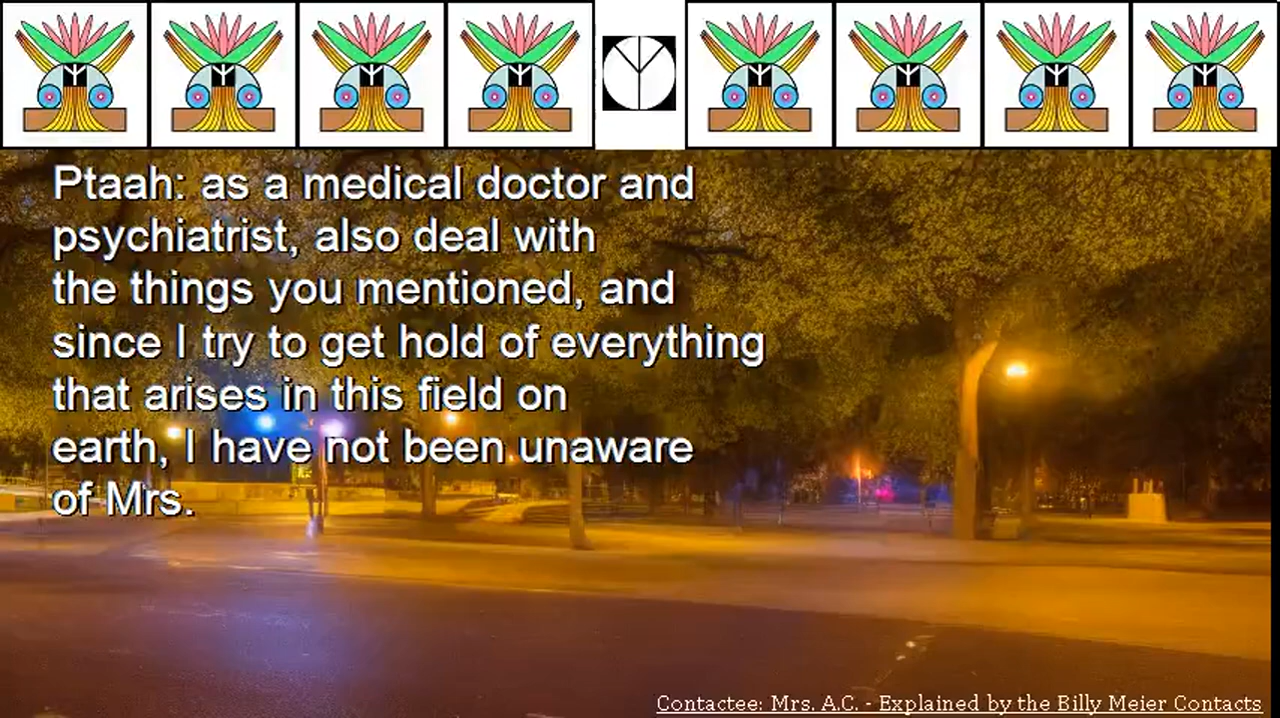 Ptaah: as a medical doctor and
psychiatrist, also deal with
the things you mentioned, and
since I try to get hold of everything
that arises in this field on
earth, I have not been unaware
of Mrs.
Contactee: Mrs. A.C. - Explained by the Billy Meier Contacts